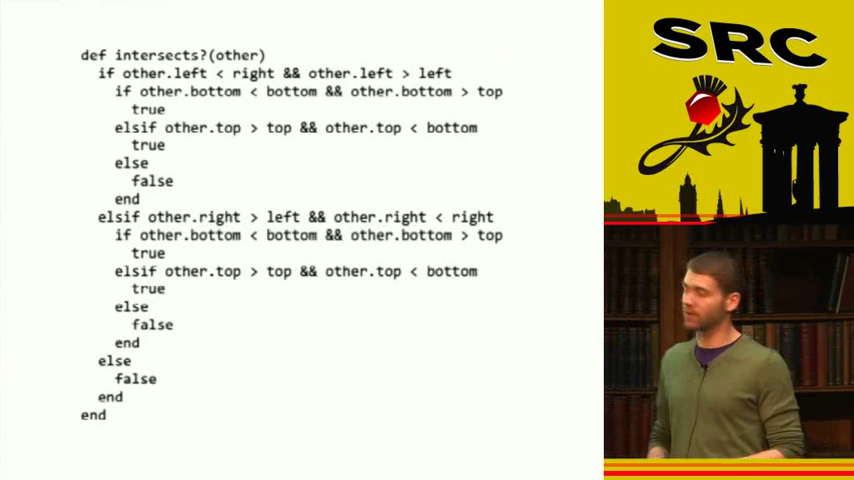 def intersects?(other)
  if other.left < right && other.left > left
    if other.bottom < bottom && other.bottom > top
      true
    elsif other.top > top && other.top < bottom
      true
    else
      false
    end
  elsif other.right > left && other.right < right
    if other.bottom < bottom && other.bottom > top
      true
    elsif other.top > top && other.top < bottom
      true
    else
      false
    end
  else
    false
  end
end
SRC